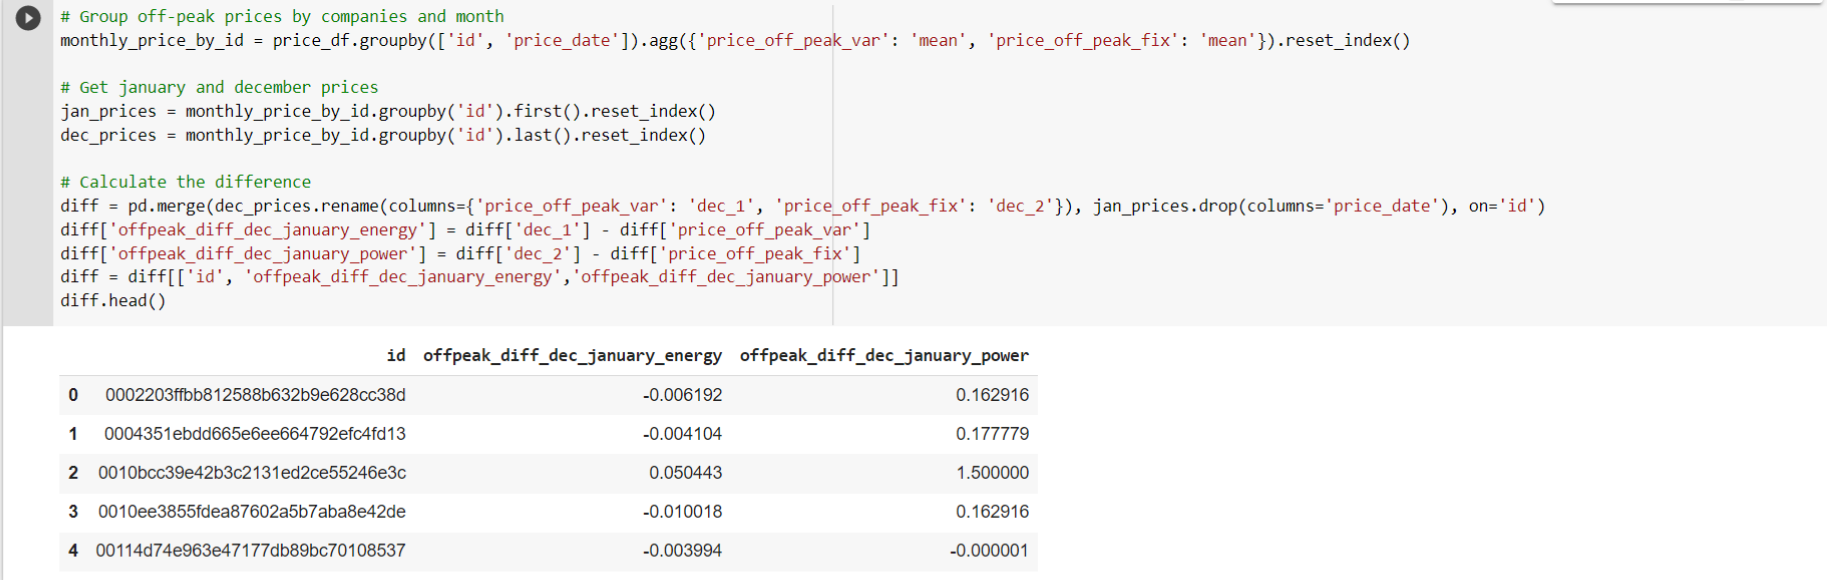 # Group off-peak prices by companies and month
monthly_price_by_id = price_df.groupby(['id', 'price_date']).agg({'price_off_peak_var': 'mean', 'price_off_peak_fix': 'mean'}).reset_index()
# Get january and december prices
jan_prices = monthly_price_by_id.groupby('id').first().reset_index()
dec_prices = monthly_price_by_id.groupby('id').last().reset_index()
# Calculate the difference
diff = pd.merge(dec_prices.rename(columns={'price_off_peak_var': 'dec_1', 'price_off_peak_fix': 'dec_2'}), jan_prices.drop(columns='price_date'), on='id')
diff['offpeak_diff_dec_january_energy'] = diff['dec_1'] - diff['price_off_peak_var']
diff['offpeak_diff_dec_january_power'] = diff['dec_2'] - diff['price_off_peak_fix']
diff = diff[['id', 'offpeak_diff_dec_january_energy','offpeak_diff_dec_january_power']]
diff.head()
id offpeak_diff_dec_january_energy offpeak_diff_dec_january_power
0 0002203ffbb812588b632b9e628cc38d -0.006192 0.162916
1 0004351ebdd665e6ee664792efc4fd13 -0.004104 0.177779
2 0010bcc39e42b3c2131ed2ce55246e3c 0.050443 1.500000
3 0010ee3855fdea87602a5b7aba8e42de -0.010018 0.162916
4 00114d74e963e47177db89bc70108537 -0.003994 -0.000001